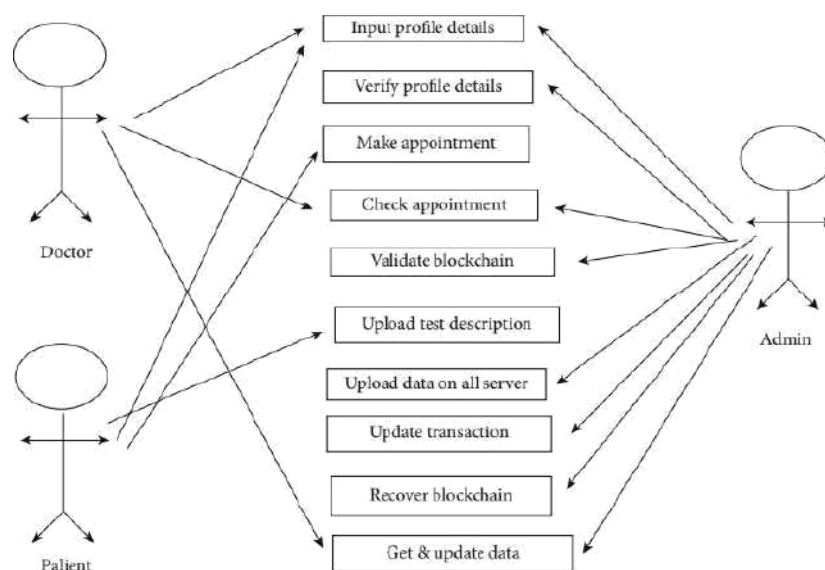 Input profile details
Verify profile details
Make appointment
Check appointment
Validate blockchain
Upload test description
Upload data on all server
Update transaction
Recover blockchain
Get & update data
Doctor
Palient
Admin